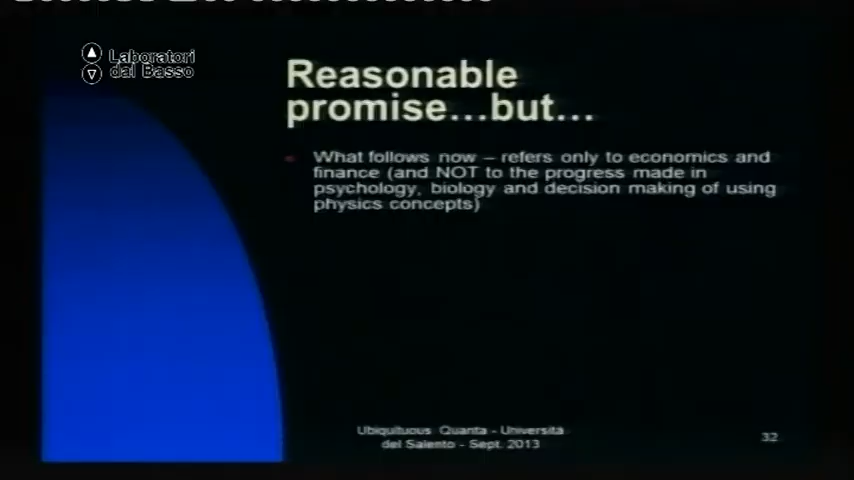 Laboratori
dal Basso
Reasonable
promise...but...
What follows now – refers only to economics and
finance (and NOT to the progress made in
psychology, biology and decision making of using
physics concepts)
Ubiquituous Quanta - Università
del Salento - Sept. 2013
32